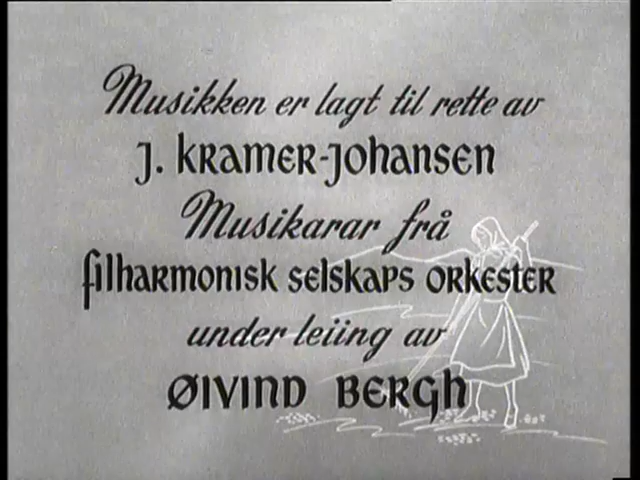 Musikken er lagt til rette av
J. KRAMER-JOHANSEN
Musikarar frå
filharmonisk selskaps orkester
under leiing av
ØIVIND BERGH